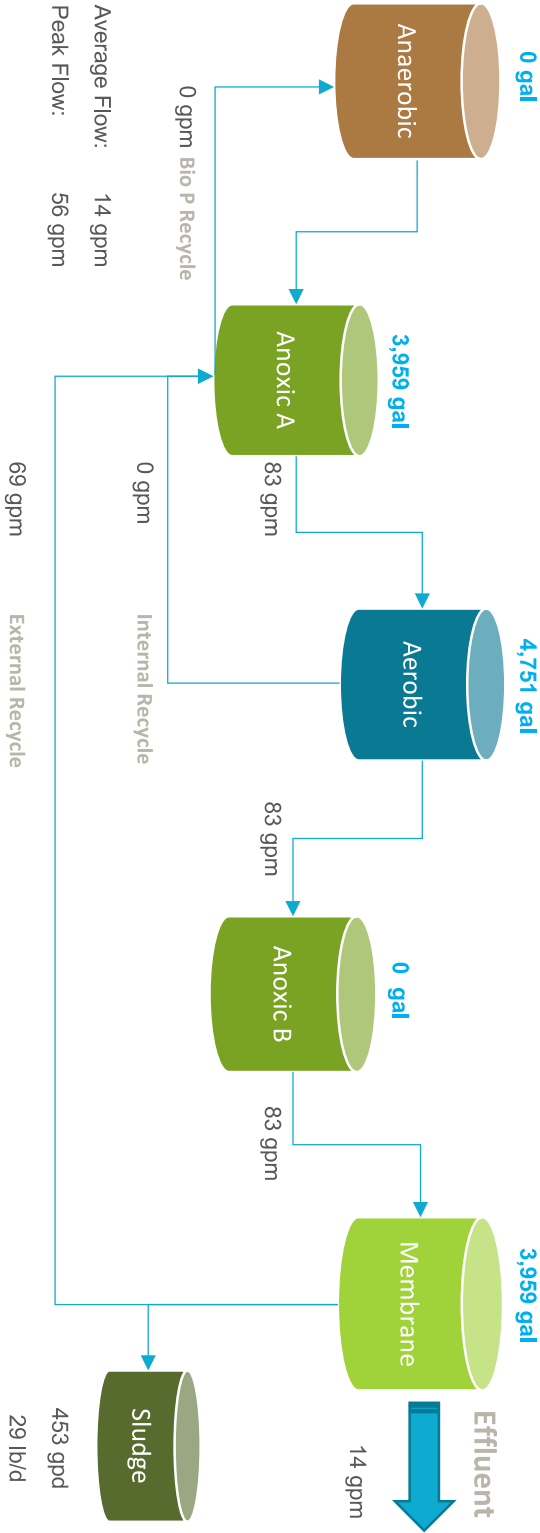 0 gal
3,959 gal
4,751 gal
0 gal
3,959 gal
Effluent
Anaerobic
Anoxic A
Aerobic
Anoxic B
Membrane
14 gpm
83 gpm
83 gpm
83 gpm
0 gpm Bio P Recycle
0 gpm Internal Recycle
Sludge
Average Flow: 14 gpm
Peak Flow: 56 gpm
453 gpd
69 gpm External Recycle
29 lb/d